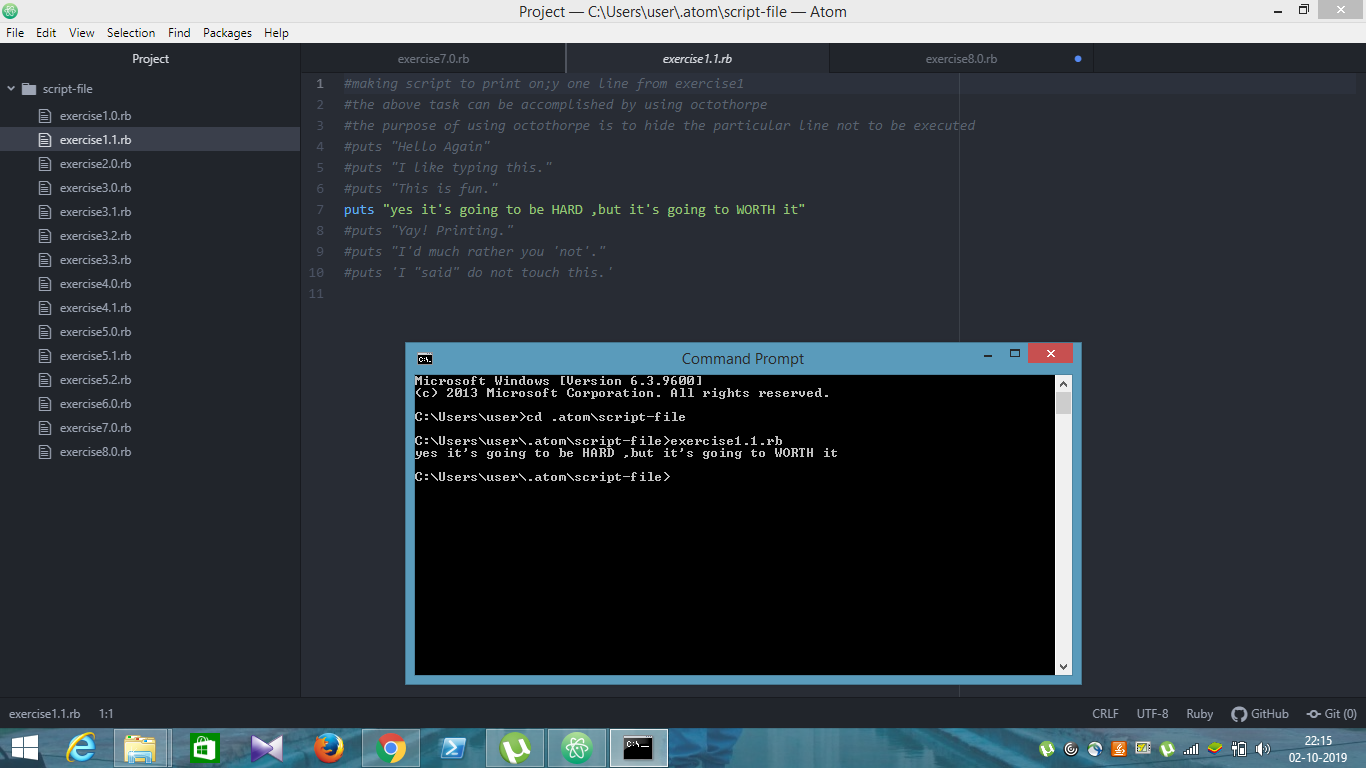 Project — C:\Users\user\.atom\script-file — Atom
File Edit View Selection Find Packages Help
Project
exercise7.0.rb
exercise1.1.rb
exercise8.0.rb
script-file
exercise1.0.rb
exercise1.1.rb
exercise2.0.rb
exercise3.0.rb
exercise3.1.rb
exercise3.2.rb
exercise3.3.rb
exercise4.0.rb
exercise4.1.rb
exercise5.0.rb
exercise5.1.rb
exercise5.2.rb
exercise6.0.rb
exercise7.0.rb
exercise8.0.rb
1 #making script to print on;y one line from exercise1
2 #the above task can be accomplished by using octothorpe
3 #the purpose of using octothorpe is to hide the particular line not to be executed
4 #puts "Hello Again"
5 #puts "I like typing this."
6 #puts "This is fun."
7 puts "yes it's going to be HARD ,but it's going to WORTH it"
8 #puts "Yay! Printing."
9 #puts "I'd much rather you 'not'."
10 #puts 'I "said" do not touch this.'
11
Command Prompt
Microsoft Windows [Version 6.3.9600]
(c) 2013 Microsoft Corporation. All rights reserved.
C:\Users\user>cd .atom\script-file
C:\Users\user\.atom\script-file>exercise1.1.rb
yes it's going to be HARD ,but it's going to WORTH it
C:\Users\user\.atom\script-file>
exercise1.1.rb 1:1 CRLF UTF-8 Ruby GitHub Git (0)
22:15
02-10-2019